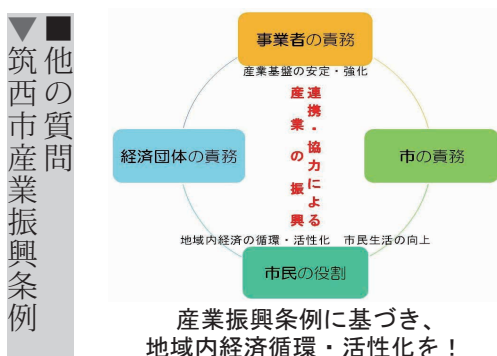 ■他の質問
▼筑西市産業振興条例
事業者の責務
産業基盤の安定・強化
連携・協力による
産業の振興
経済団体の責務
市の責務
地域内経済の循環・活性化　市民生活の向上
市民の役割
産業振興条例に基づき、
地域内経済循環・活性化を！